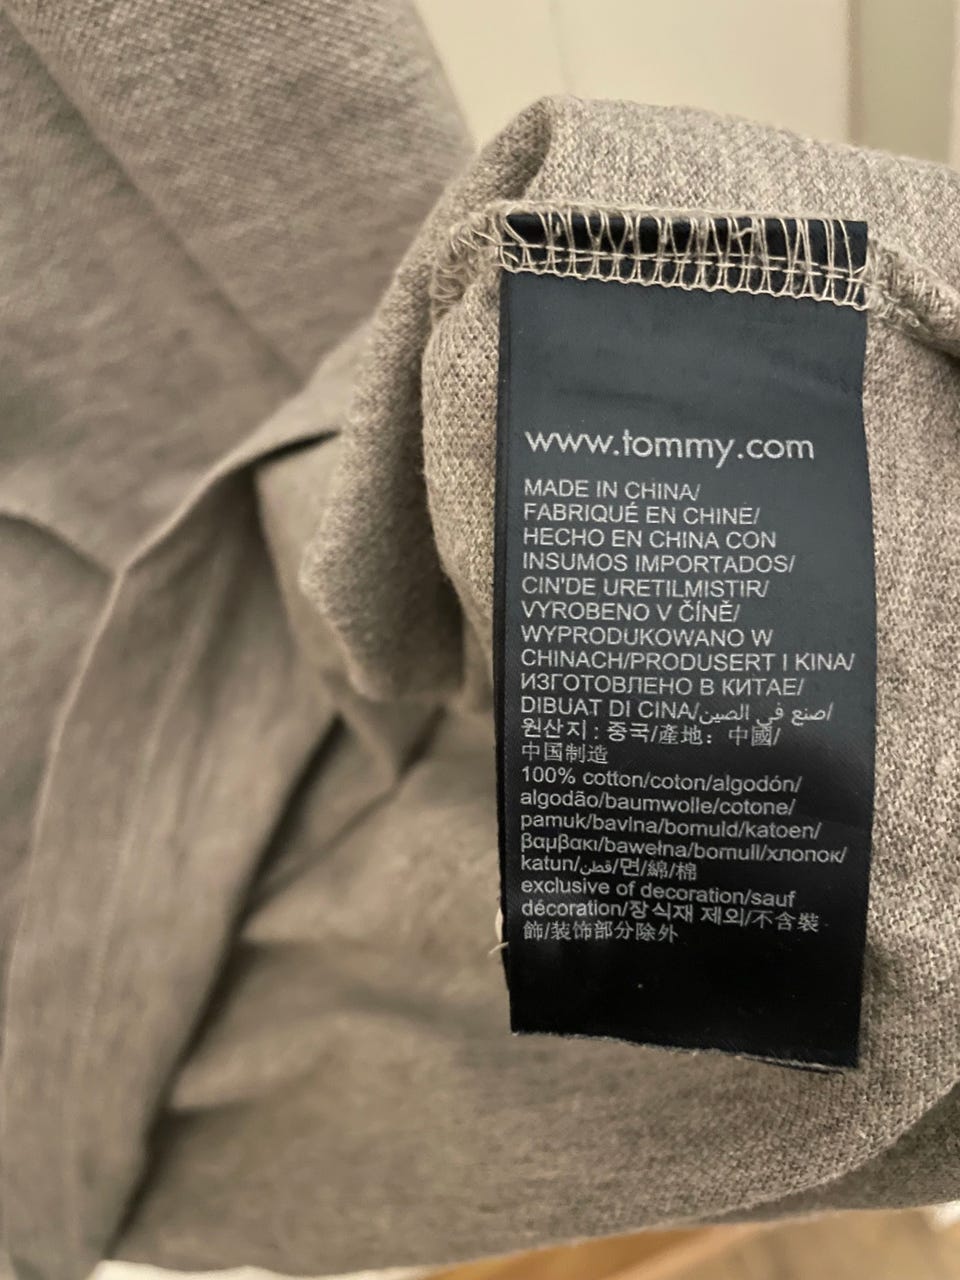 www.tommy.com
MADE IN CHINA/
FABRIQUÉ EN CHINE/
HECHO EN CHINA CON
INSUMOS IMPORTADOS/
CIN'DE URETILMISTIR/
VYROBENO V ČÍNĚ/
WYPRODUKOWANO W
CHINACH/PRODUSERT I KINA/
ИЗГОТОВЛЕНО В КИТАЕ/
DIBUAT DI CINA/صنع في الصين/
원산지 : 중국/產地：中國/
中国制造
100% cotton/coton/algodón/
algodão/baumwolle/cotone/
pamuk/bavlna/bomuld/katoen/
βαμβακι/bawełna/bomull/хлопок/
katun/قطن/면/綿/棉
exclusive of decoration/sauf
décoration/장식재 제외/不含裝
飾/装饰部分除外